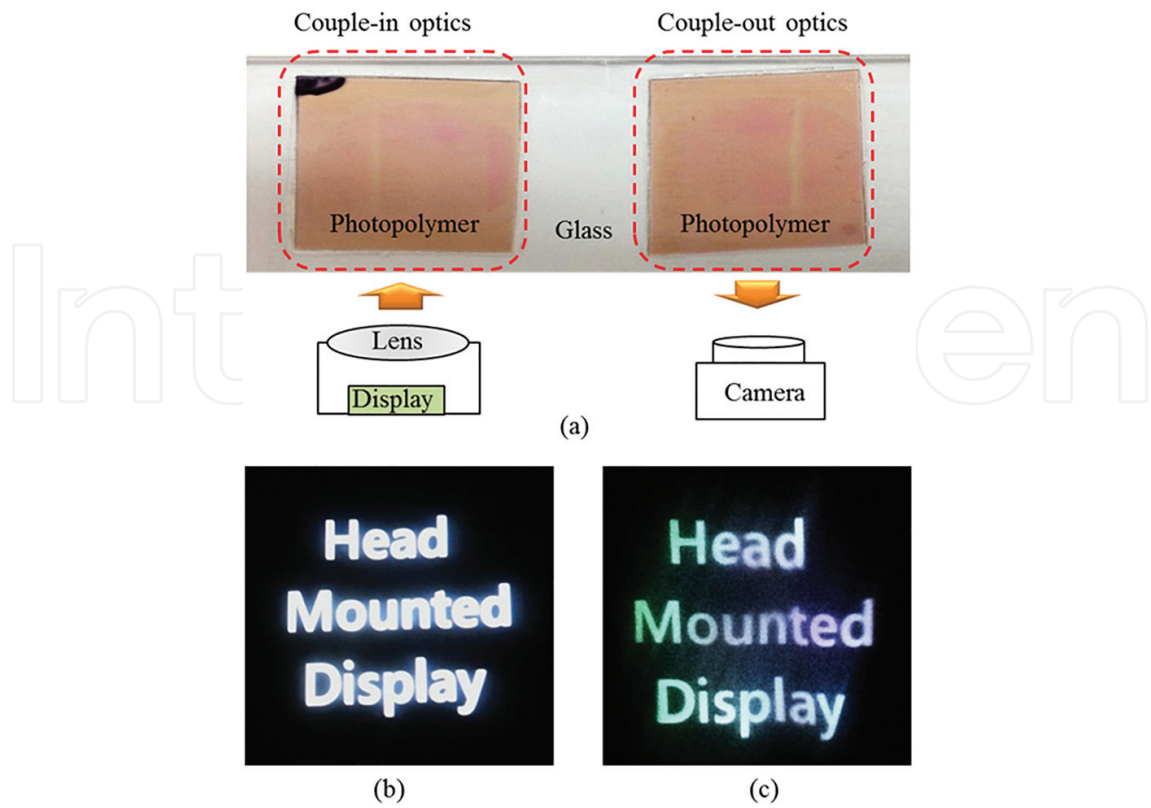 Couple-in optics
Couple-out optics
Photopolymer
Glass
Photopolymer
Lens
Display
Camera
(a)
Head
Mounted
Display
Head
Mounted
Display
(b)
(c)